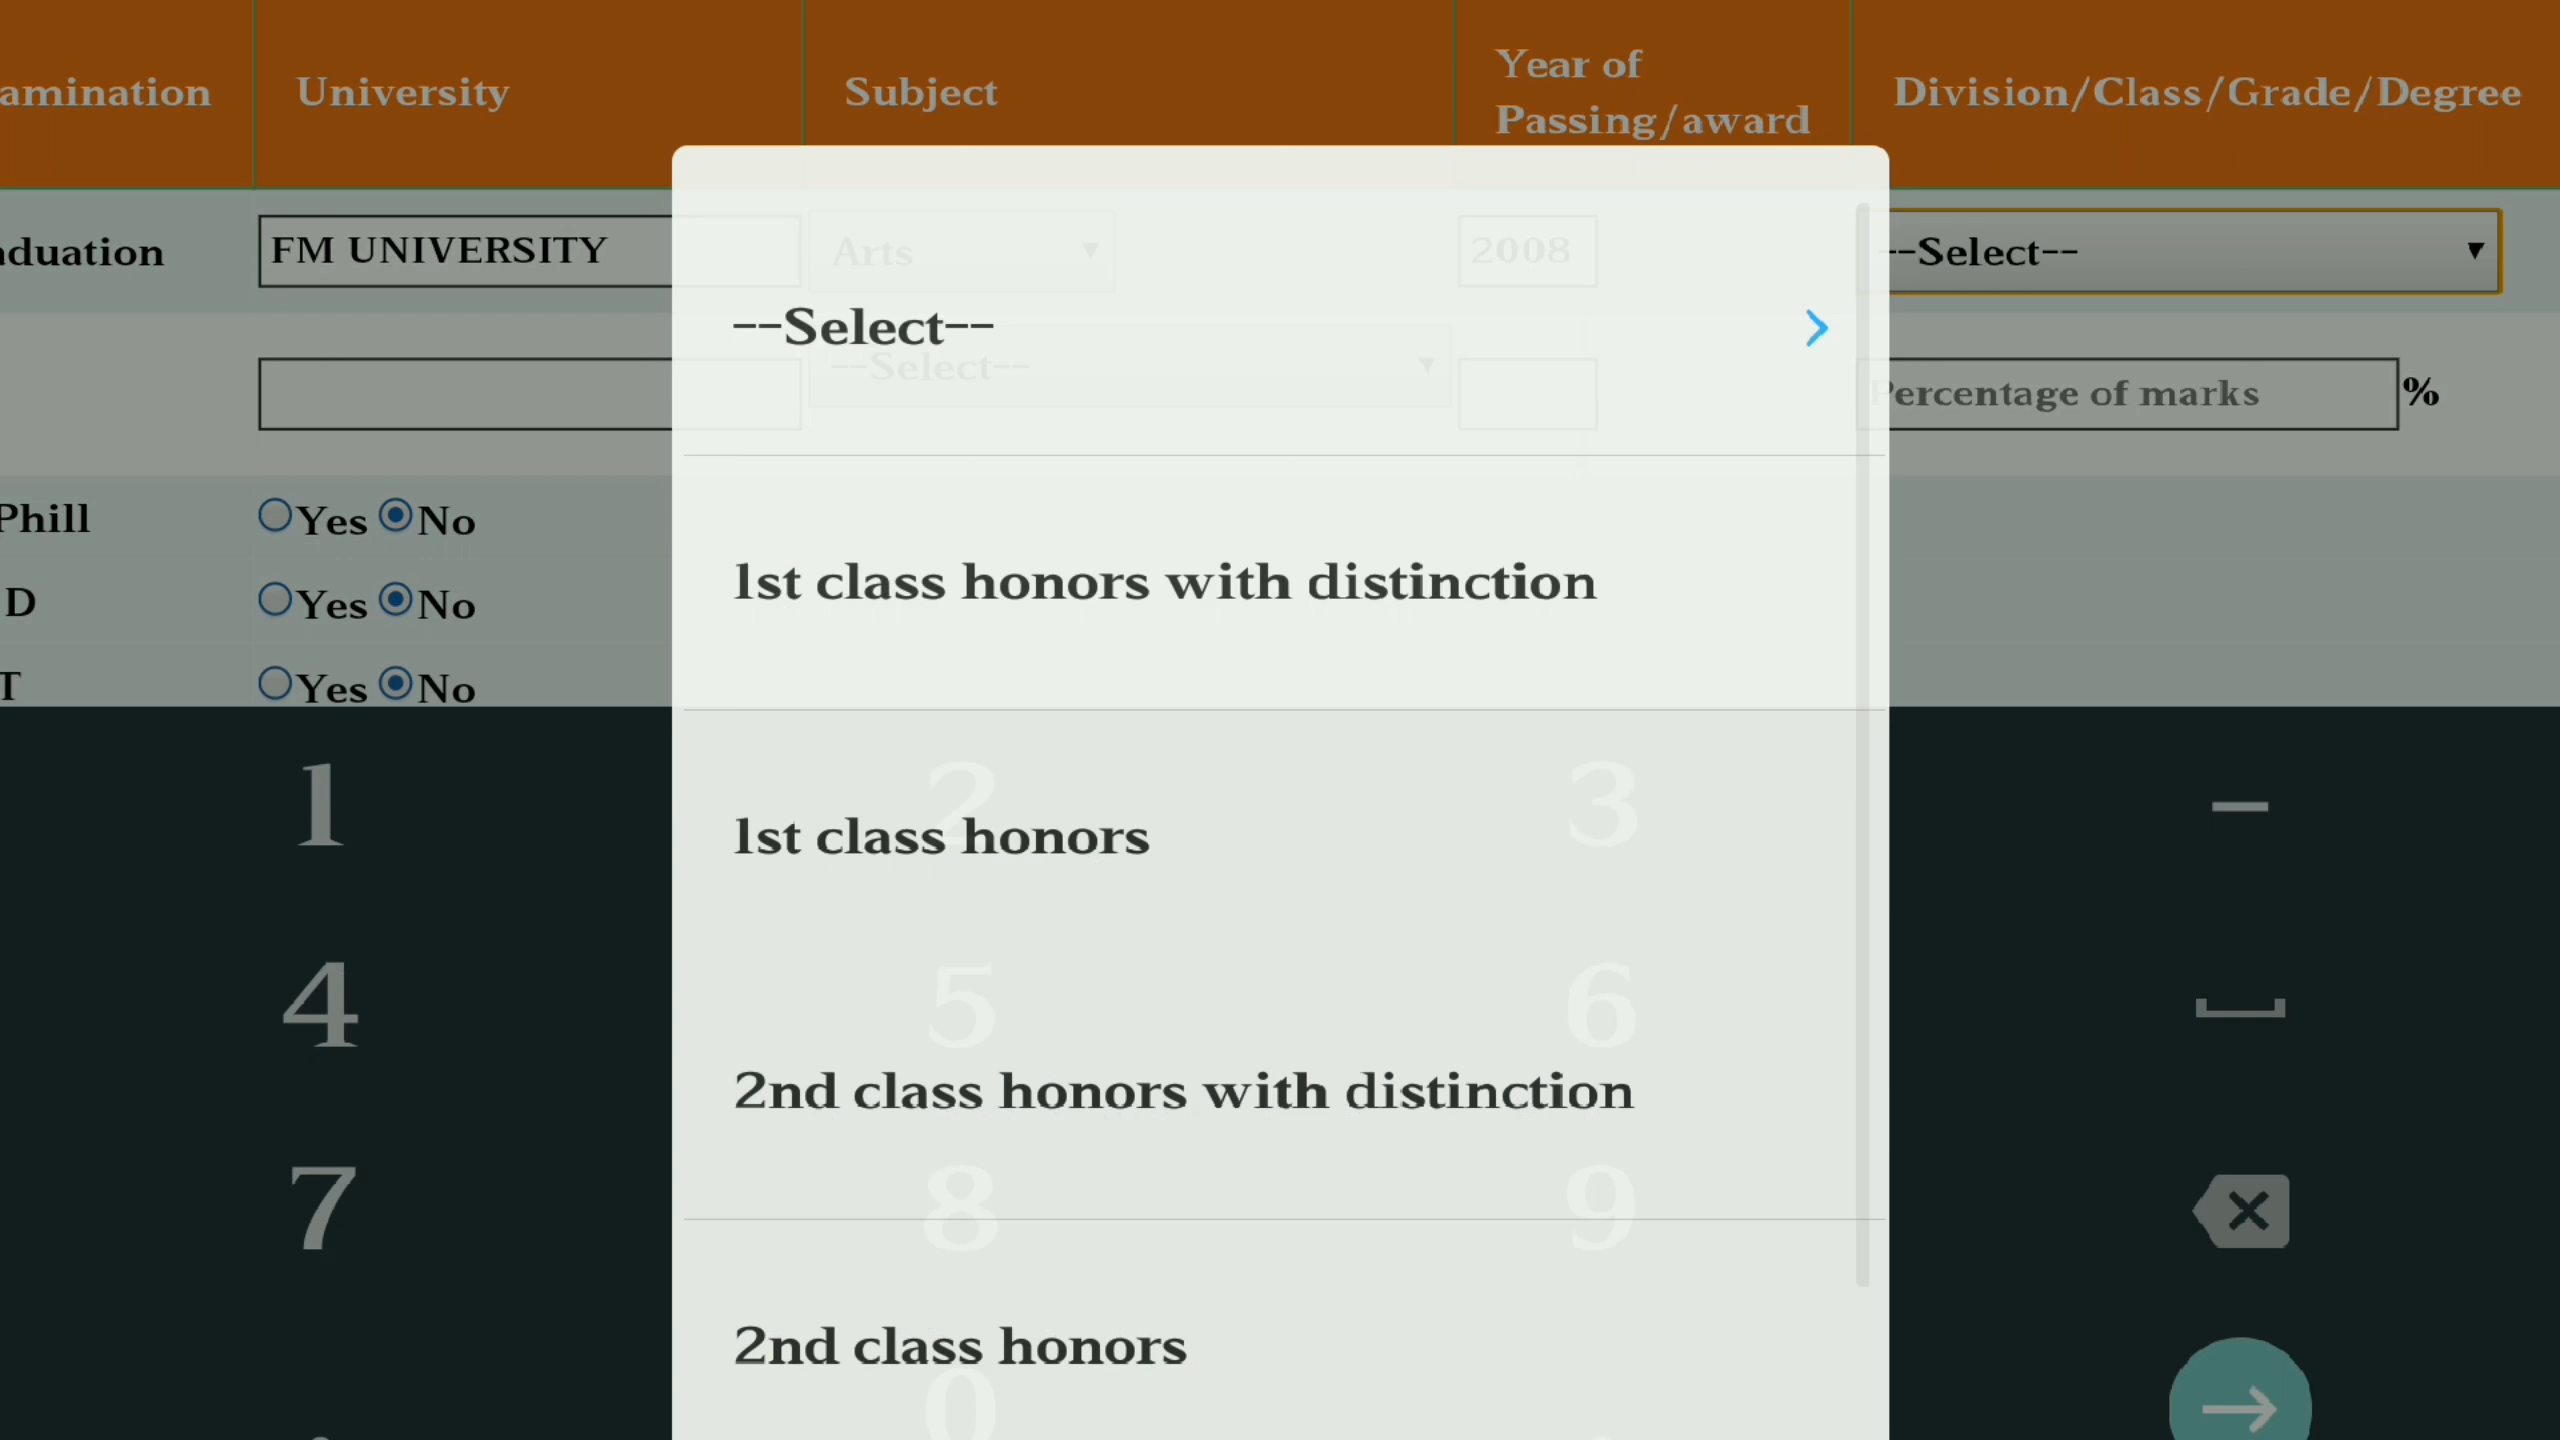 amination University Subject Year of Passing/award Division/Class/Grade/Degree
aduation FM UNIVERSITY Arts 2008 --Select--
--Select--
--Select--
Percentage of marks %
Phill Yes No
1st class honors with distinction
D Yes No
T Yes No
1 2 3 –
1st class honors
4 5 6
2nd class honors with distinction
7 8 9
2nd class honors
0